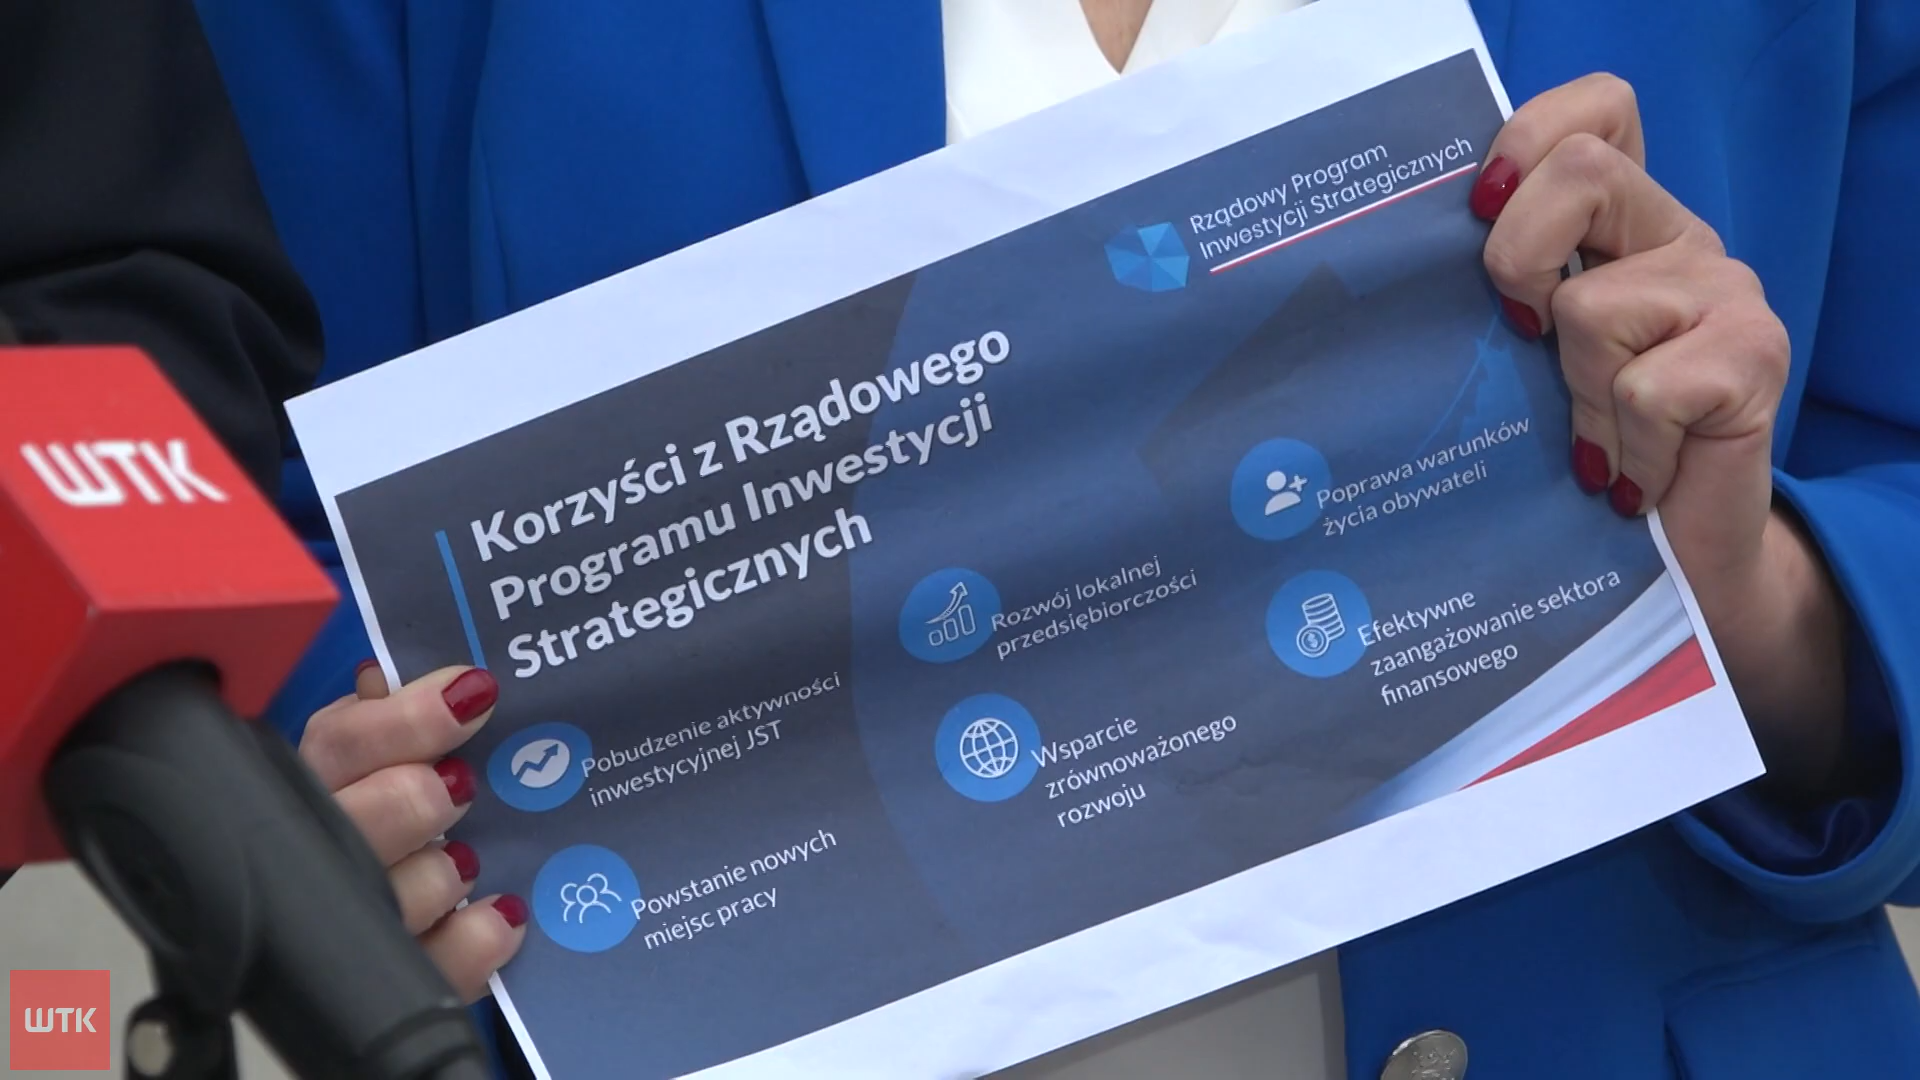 Rządowy Program
Inwestycji Strategicznych
Korzyści z Rządowego
Programu Inwestycji
Strategicznych
Pobudzenie aktywności
inwestycyjnej JST
Powstanie nowych
miejsc pracy
Rozwój lokalnej
przedsiębiorczości
Wsparcie
zrównoważonego
rozwoju
Poprawa warunków
życia obywateli
Efektywne
zaangażowanie sektora
finansowego
WTK
WTK